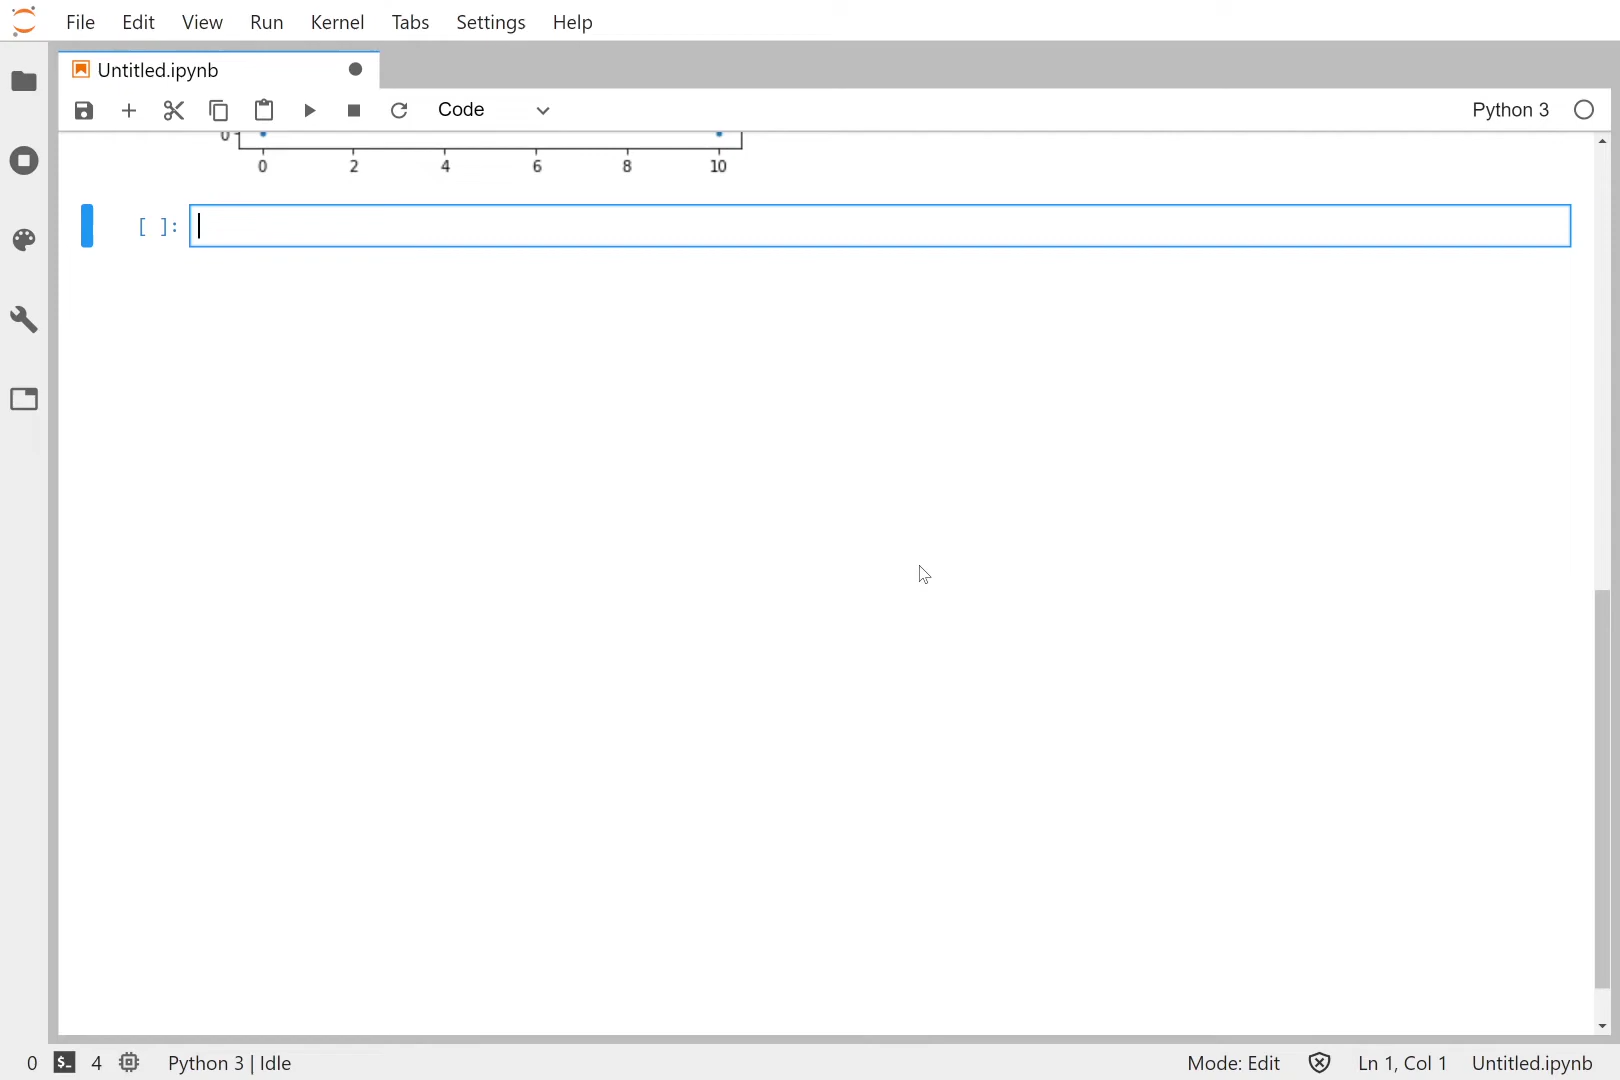 File Edit View Run Kernel Tabs Settings Help
Untitled.ipynb
Code Python 3
0
0 2 4 6 8 10
[ ]:
0 $_ 4 Python 3 | Idle Mode: Edit Ln 1, Col 1 Untitled.ipynb